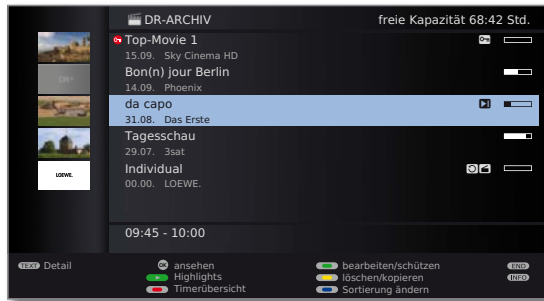 DR-ARCHIV freie Kapazität 68:42 Std.
Top-Movie 1
15.09. Sky Cinema HD
Bon(n) jour Berlin
14.09. Phoenix
DR+
da capo
31.08. Das Erste
Tagesschau
29.07. 3sat
Individual
00.00. LOEWE.
LOEWE.
09:45 - 10:00
TEXT Detail OK ansehen bearbeiten/schützen END
Highlights löschen/kopieren INFO
Timerübersicht Sortierung ändern